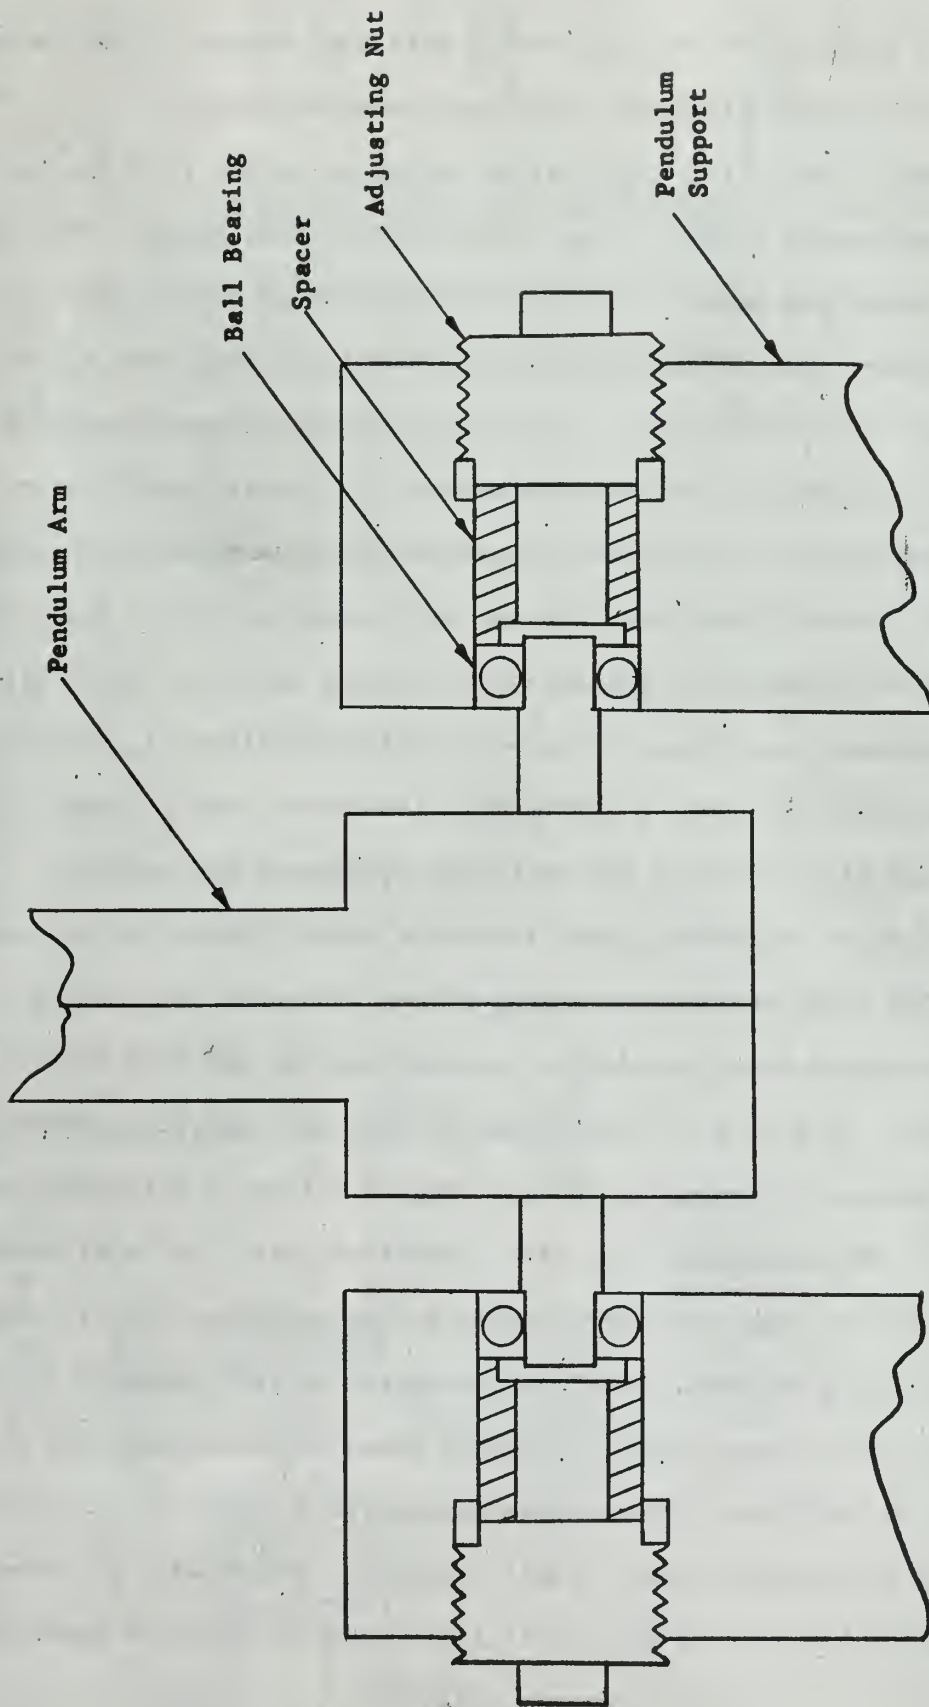 Pendulum Arm
Ball Bearing
Spacer
Adjusting Nut
Pendulum
Support